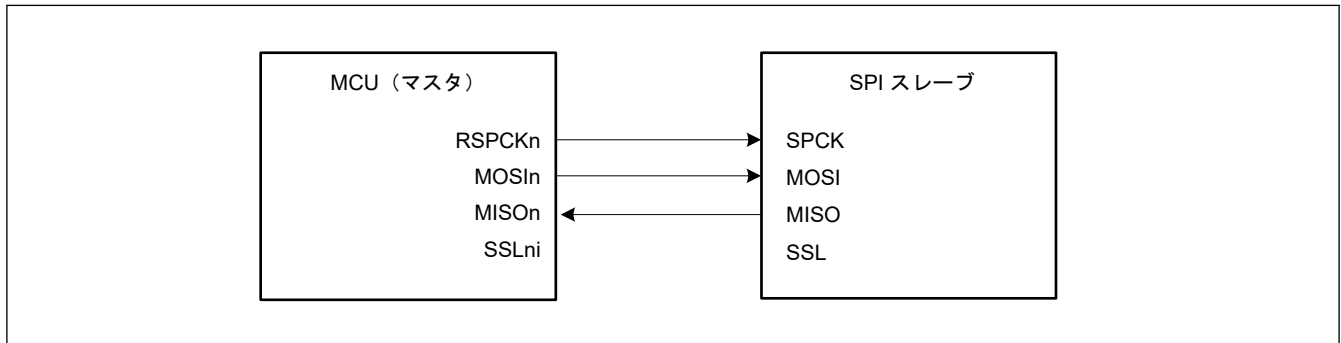 MCU（マスタ）
RSPCKn
MOSIn
MISOn
SSLni
SPI スレーブ
SPCK
MOSI
MISO
SSL